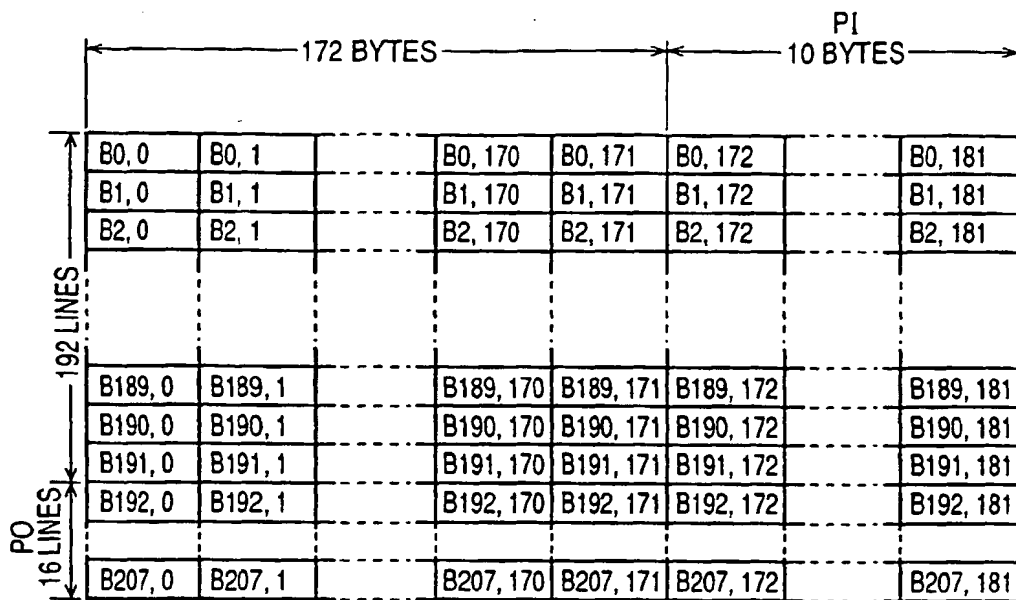 PI
172 BYTES 10 BYTES
B0, 0 B0, 1 B0, 170 B0, 171 B0, 172 B0, 181
B1, 0 B1, 1 B1, 170 B1, 171 B1, 172 B1, 181
B2, 0 B2, 1 B2, 170 B2, 171 B2, 172 B2, 181
192 LINES
B189, 0 B189, 1 B189, 170 B189, 171 B189, 172 B189, 181
B190, 0 B190, 1 B190, 170 B190, 171 B190, 172 B190, 181
B191, 0 B191, 1 B191, 170 B191, 171 B191, 172 B191, 181
B192, 0 B192, 1 B192, 170 B192, 171 B192, 172 B192, 181
PO
16 LINES
B207, 0 B207, 1 B207, 170 B207, 171 B207, 172 B207, 181